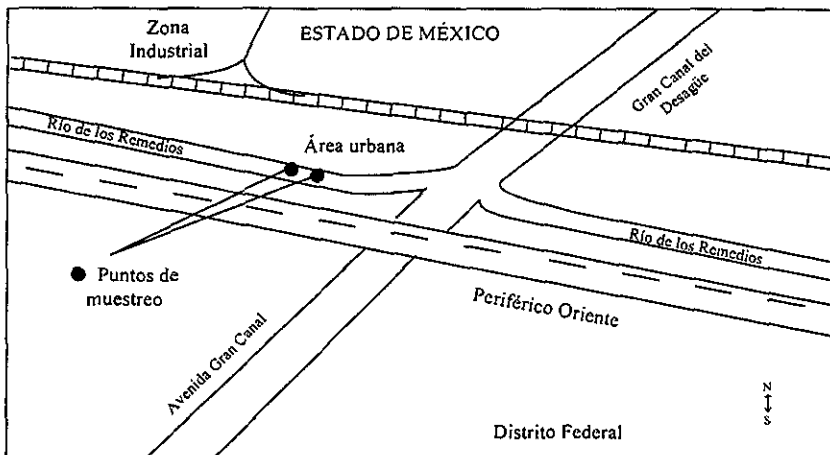 Zona
Industrial
ESTADO DE MÉXICO
Gran Canal del
Desagüe
Río de los Remedios
Área urbana
Río de los Remedios
Puntos de
muestreo
Periférico Oriente
Avenida Gran Canal
N
S
Distrito Federal